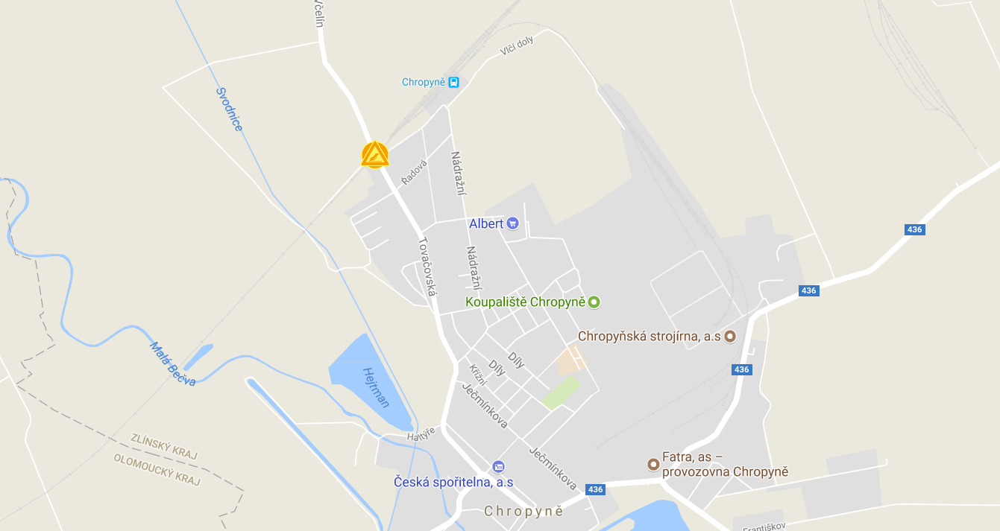 Včelín
Vlčí doly
Chropyně
Svodnice
Nádražní
Řadová
Albert
436
Tovačovská
Nádražní
436
Koupaliště Chropyně
Chropyňská strojírna, a.s
Malá Bečva
Hejtman
Díly
Díly
Křižní
436
Ječmínkova
Haltýře
ZLÍNSKÝ KRAJ
OLOMOUCKÝ KRAJ
Ječmínkova
Fatra, as –
provozovna Chropyně
Česká spořitelna, a.s
436
Chropyně
Františkov